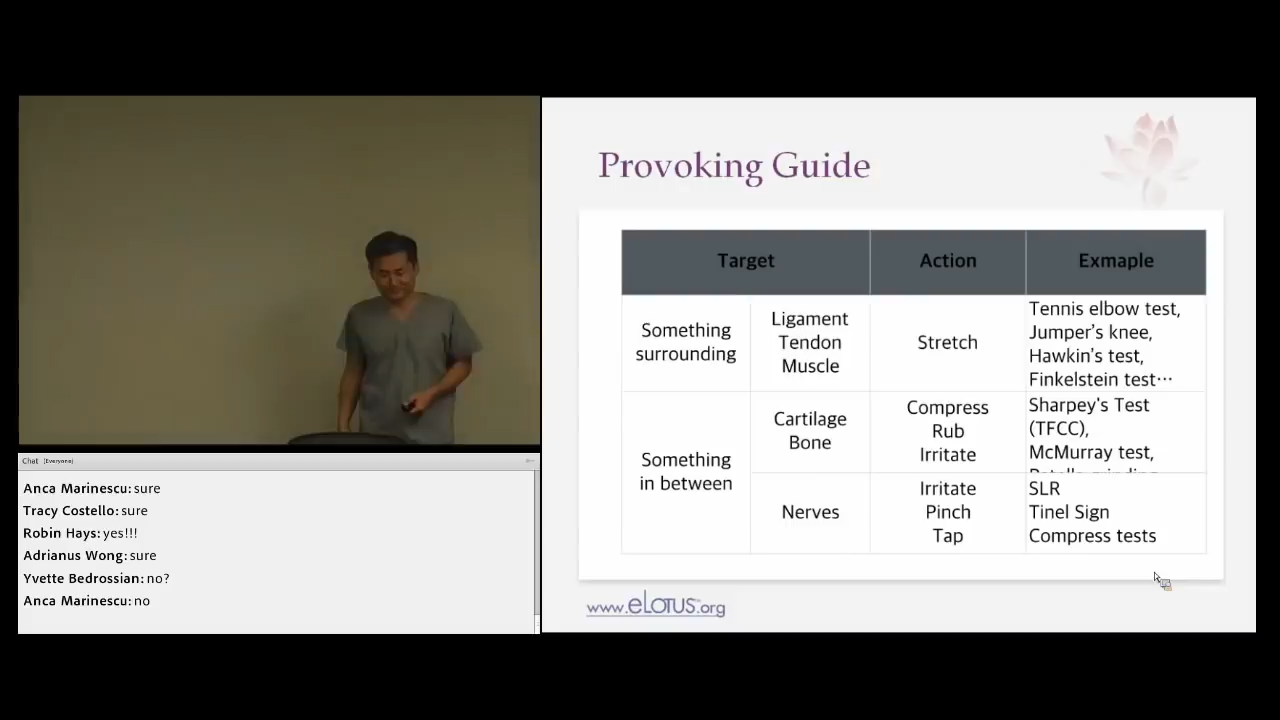 Provoking Guide
Target
Action
Exmaple
Something
surrounding
Ligament
Tendon
Muscle
Stretch
Tennis elbow test,
Jumper's knee,
Hawkin's test,
Finkelstein test···
Something
in between
Cartilage
Bone
Compress
Rub
Irritate
Sharpey's Test
(TFCC),
McMurray test,
Nerves
Irritate
Pinch
Tap
SLR
Tinel Sign
Compress tests
www.eLOTUS.org
Chat (Everyone)
Anca Marinescu: sure
Tracy Costello: sure
Robin Hays: yes!!!
Adrianus Wong: sure
Yvette Bedrossian: no?
Anca Marinescu: no